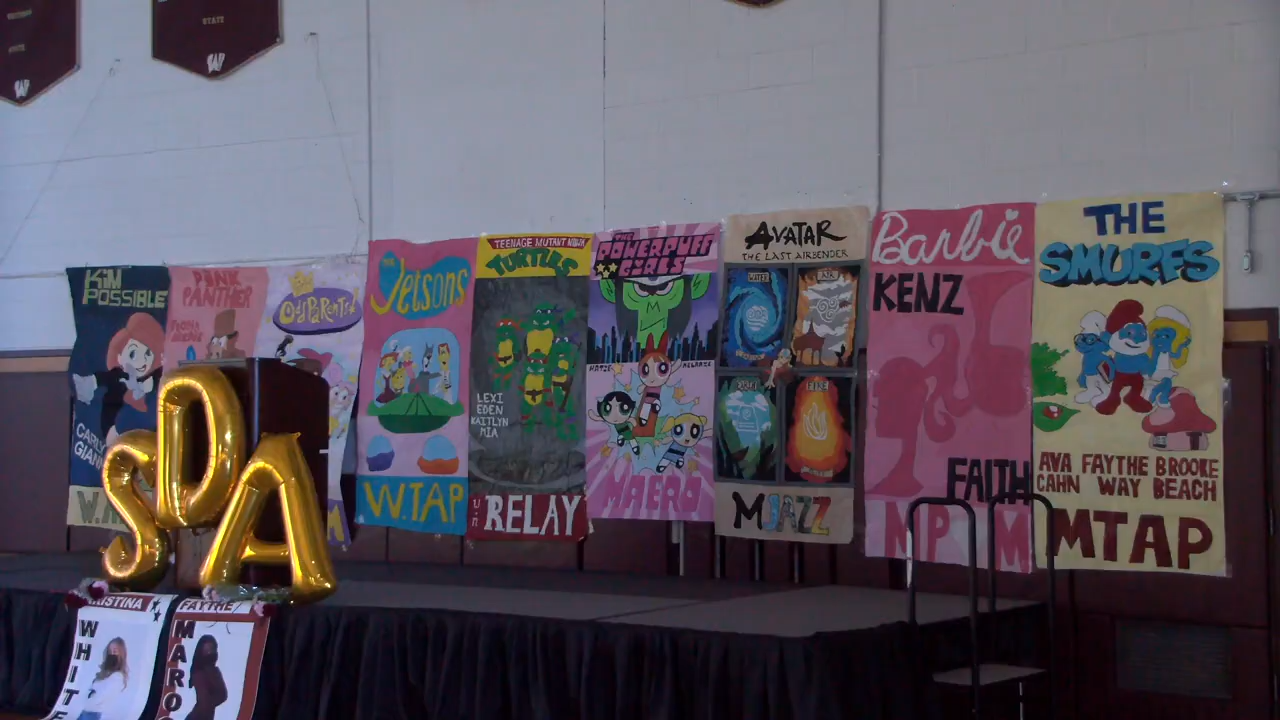 STATE
W
W
KIM
POSSIBLE
PINK
PANTHER
OddParents
THE
Jetsons
W.TAP
TEENAGE MUTANT NINJA
TURTLES
LEXI
EDEN
KAITLYN
MIA
RELAY
THE
POWERPUFF
GIRLS
MAERO
AVATAR
THE LAST AIRBENDER
WATER
AIR
EARTH
FIRE
MJAZZ
Barbie
KENZ
FAITH
THE
SMURFS
AVA FAYTHE BROOKE
CAHN WAY BEACH
MTAP
SDA
FAYTHE
WHITE
MARO